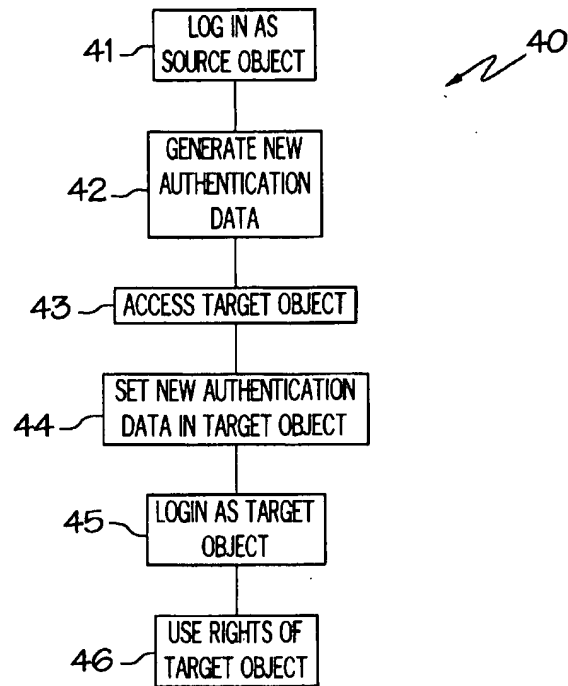 41
LOG IN AS
SOURCE OBJECT
40
42
GENERATE NEW
AUTHENTICATION
DATA
43
ACCESS TARGET OBJECT
44
SET NEW AUTHENTICATION
DATA IN TARGET OBJECT
45
LOGIN AS TARGET
OBJECT
46
USE RIGHTS OF
TARGET OBJECT